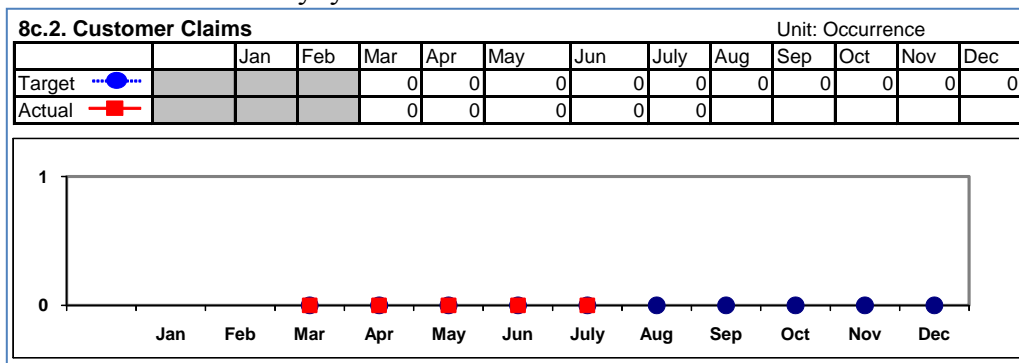 8c.2. Customer Claims Unit: Occurrence
Jan Feb Mar Apr May Jun July Aug Sep Oct Nov Dec
Target 0 0 0 0 0 0 0 0 0 0
Actual 0 0 0 0 0
1
0
Jan Feb Mar Apr May Jun July Aug Sep Oct Nov Dec